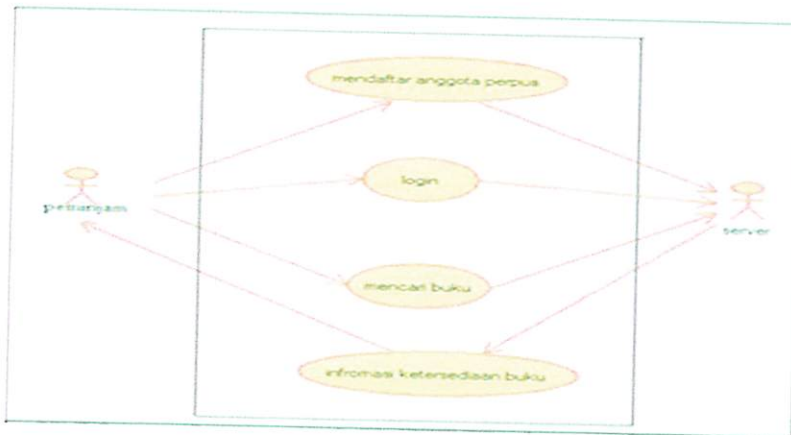 mendaftar anggota perpus
login
peminjam
server
mencari buku
infromasi ketersediaan buku